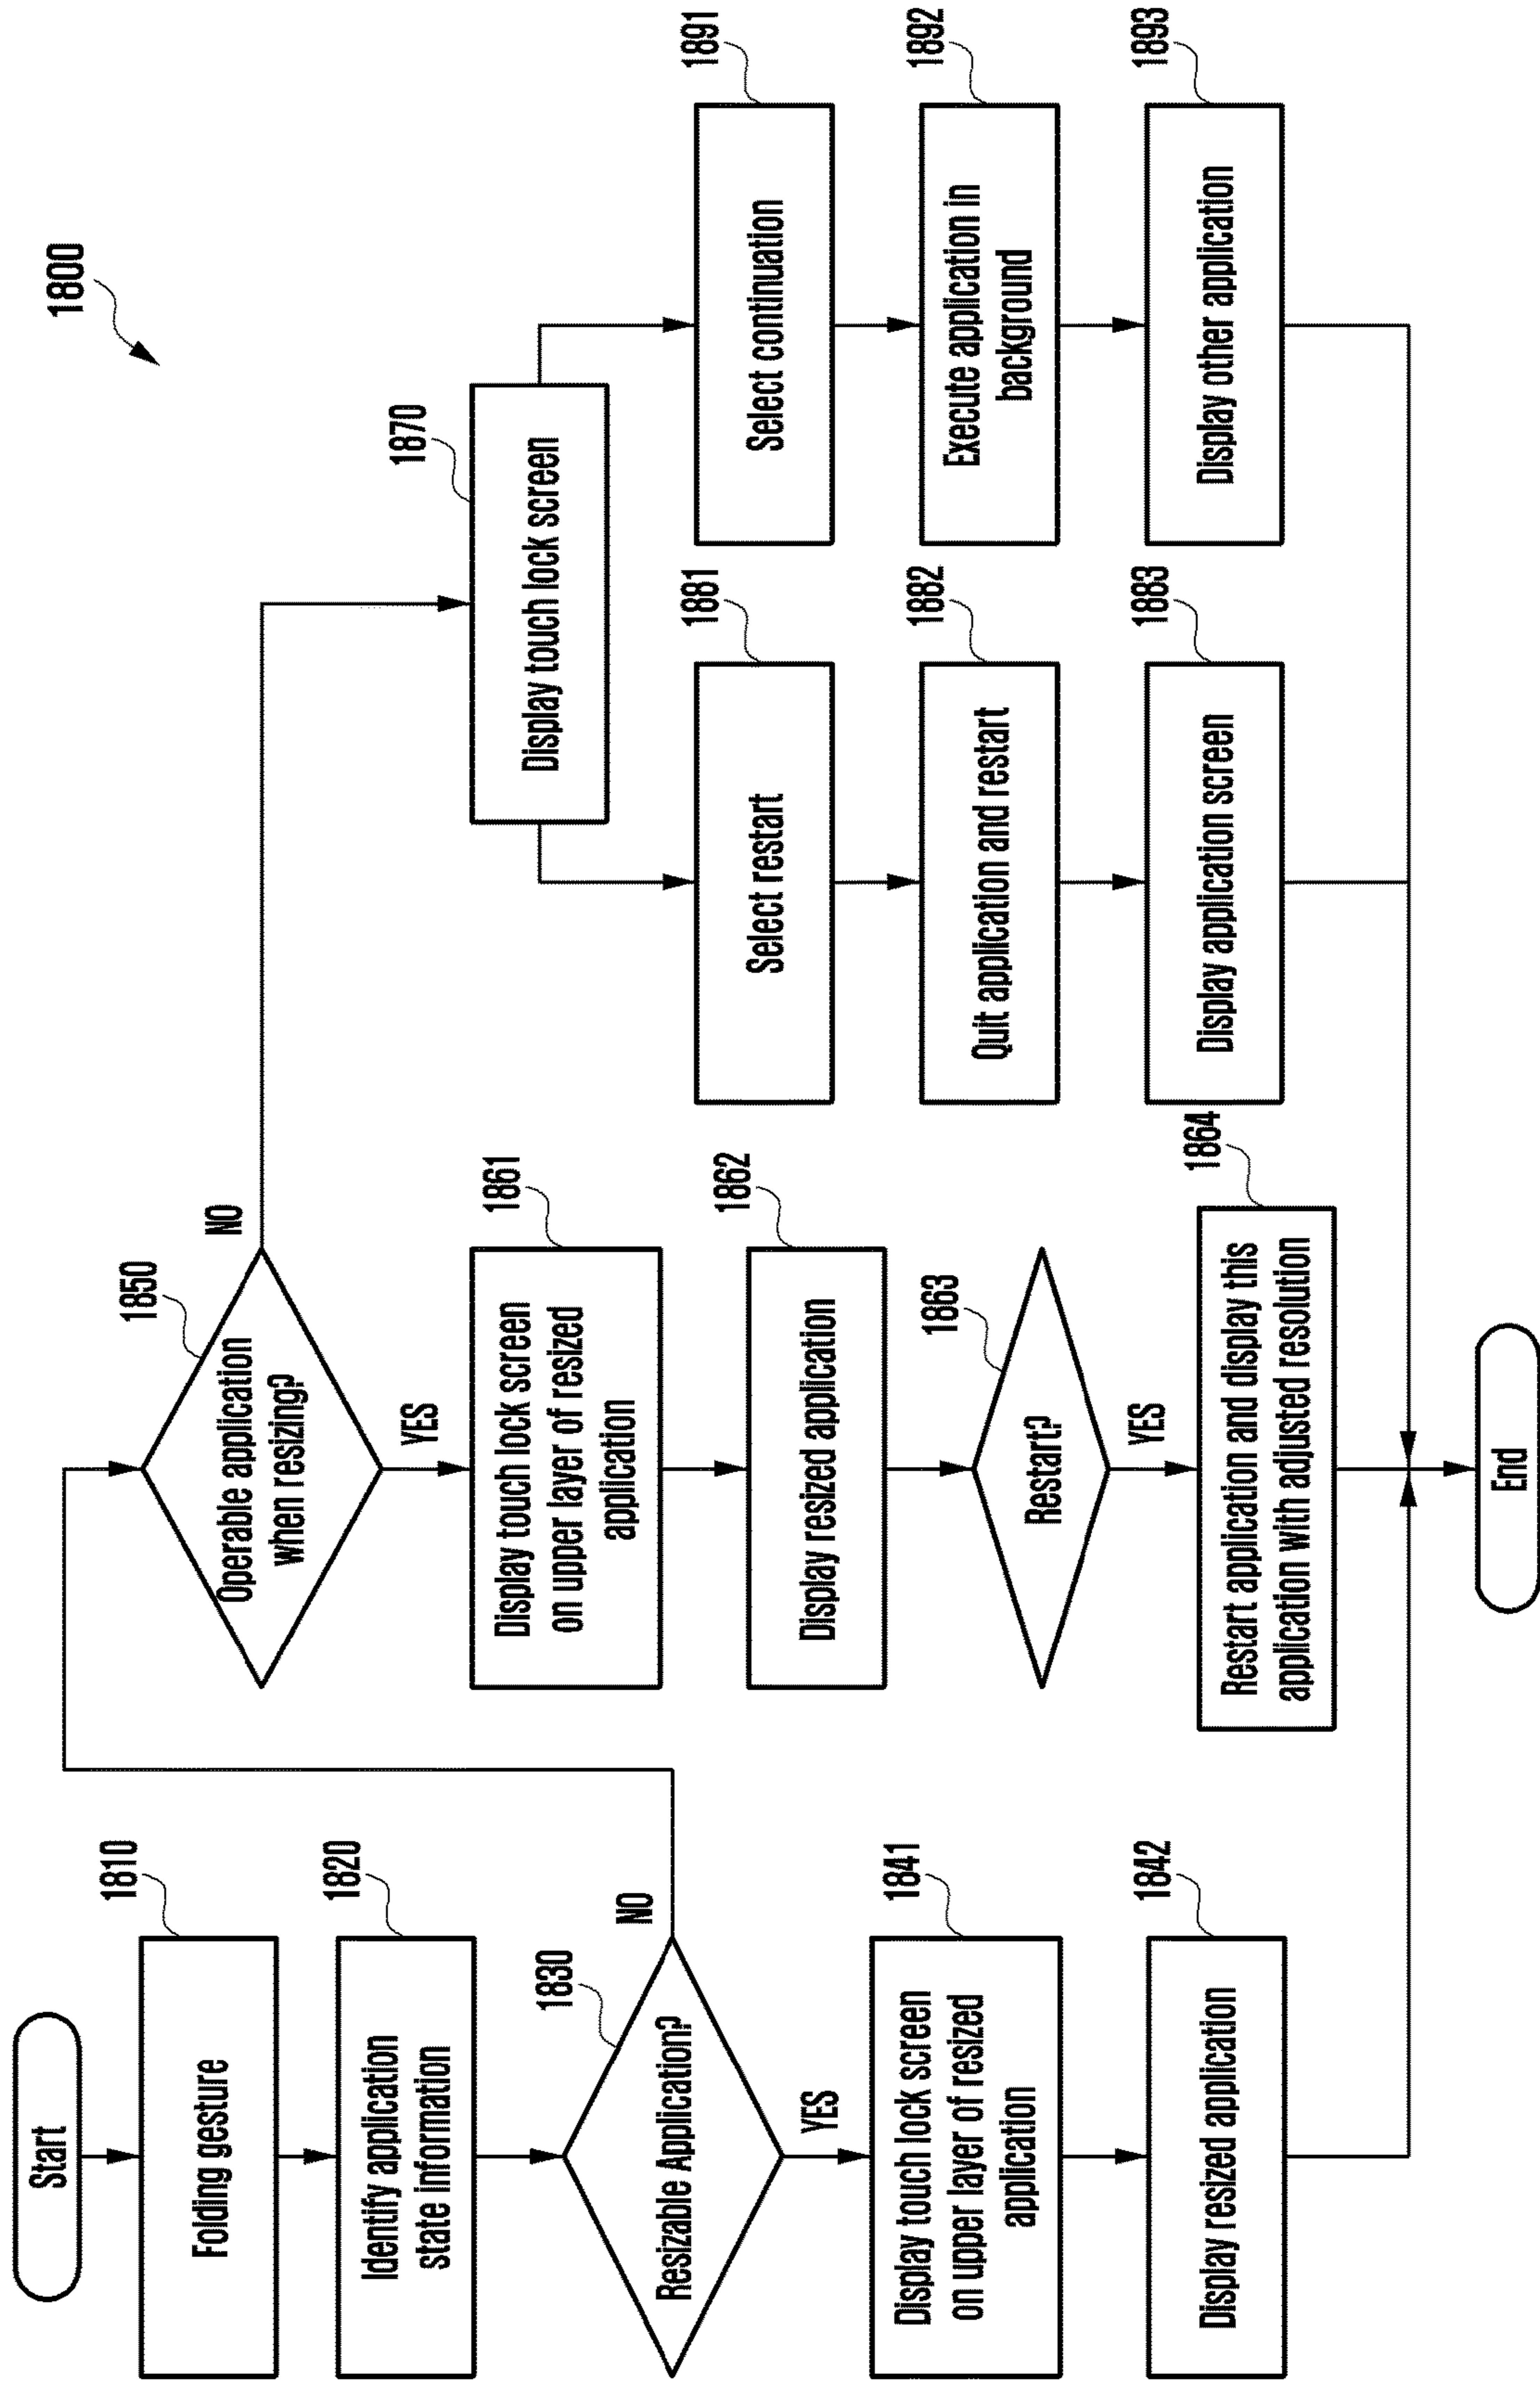 1800
Start
1810
Folding gesture
1820
Identify application
state information
1830
Resizable Application?
NO
YES
1841
Display touch lock screen
on upper layer of resized
application
1842
Display resized application
1850
Operable application
when resizing?
NO
YES
1861
Display touch lock screen
on upper layer of resized
application
1862
Display resized application
1863
Restart?
YES
1864
Restart application and display this
application with adjusted resolution
1870
Display touch lock screen
1881
Select restart
1882
Quit application and restart
1883
Display application screen
1891
Select continuation
1892
Execute application in
background
1893
Display other application
End